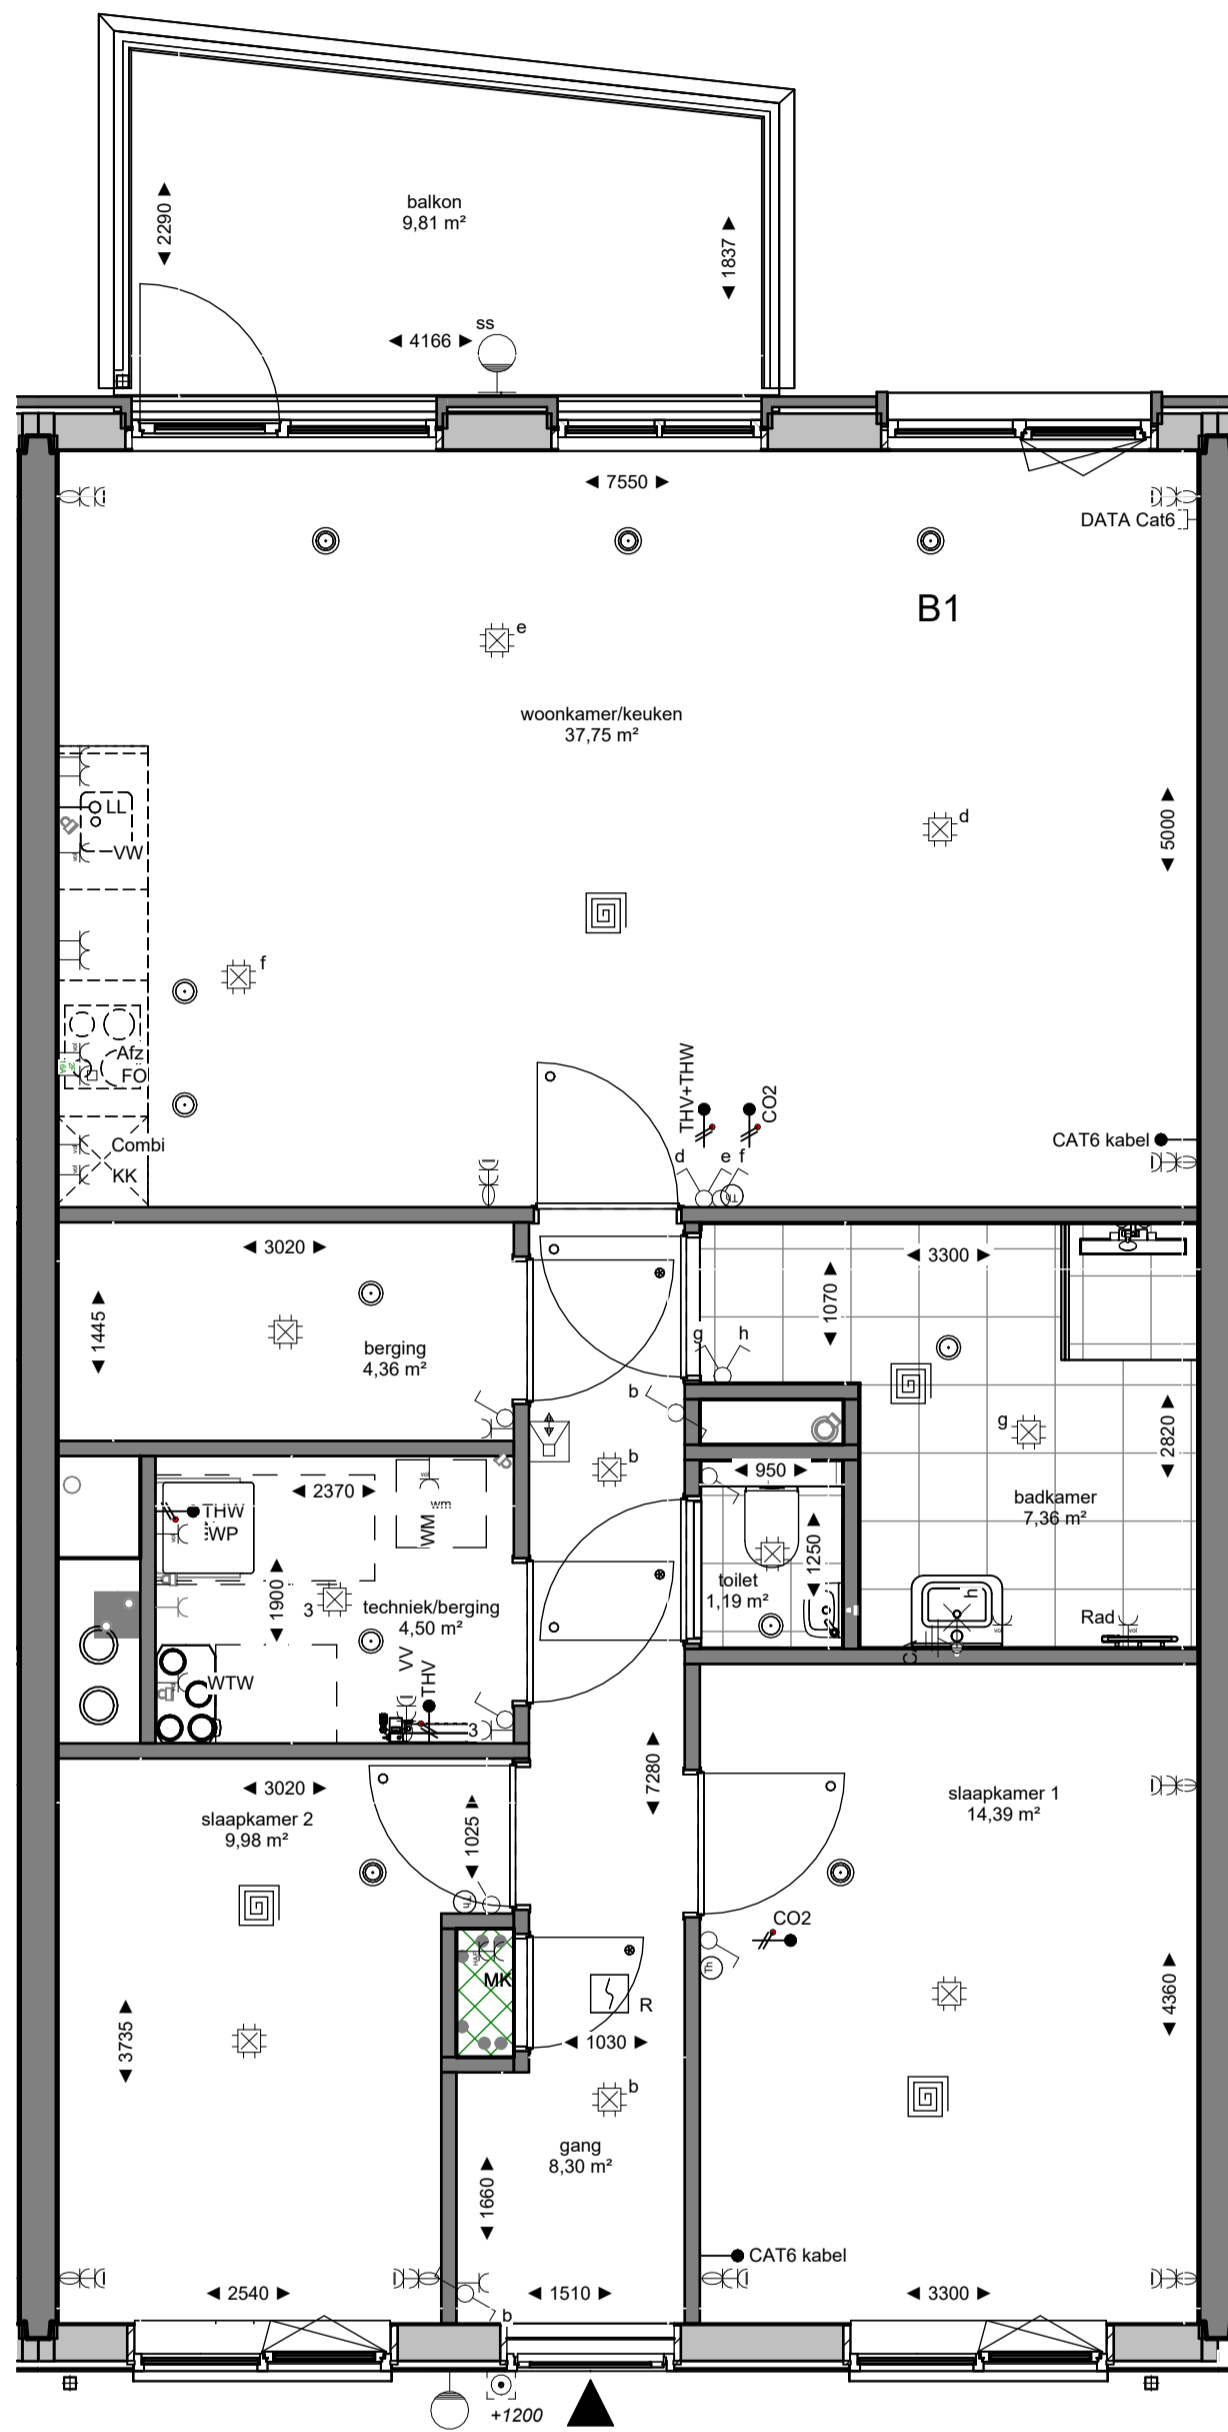 balkon
9,81 m²
2290
1837
ss
4166
7550
DATA Cat6
B1
e
woonkamer/keuken
37,75 m²
LL
d
5000
VW
f
Afz
FO
THV+THW
CO2
Combi
KK
CAT6 kabel
d
e f
3020
3300
1445
1070
berging
4,36 m²
g
h
b
2820
g
b
950
2370
wm
WM
THW
WP
badkamer
7,36 m²
1250
1900
3
techniek/berging
4,50 m²
toilet
1,19 m²
h
Rad
VV
THV
WTW
3
7280
3020
slaapkamer 2
9,98 m²
1025
slaapkamer 1
14,39 m²
CO2
Th
MK
R
1030
3735
4360
b
gang
8,30 m²
1660
CAT6 kabel
2540
1510
3300
b
+1200